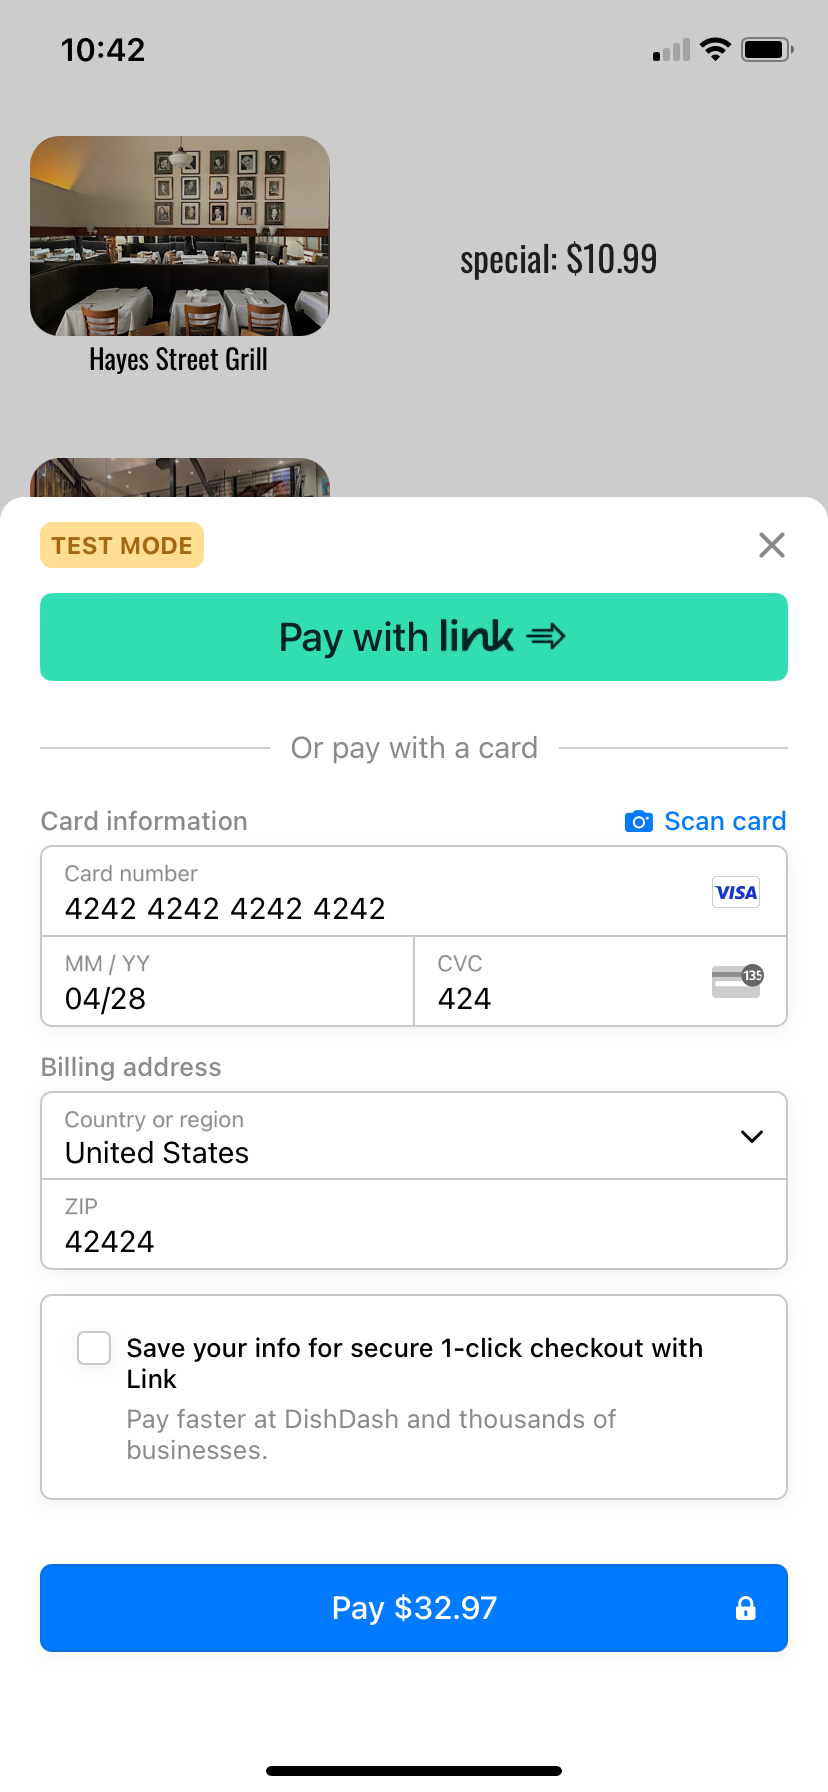 10:42
special: $10.99
Hayes Street Grill
TEST MODE
Pay with link
Or pay with a card
Card information
Scan card
Card number
4242 4242 4242 4242
VISA
MM / YY
04/28
CVC
424
135
Billing address
Country or region
United States
ZIP
42424
Save your info for secure 1-click checkout with
Link
Pay faster at DishDash and thousands of
businesses.
Pay $32.97